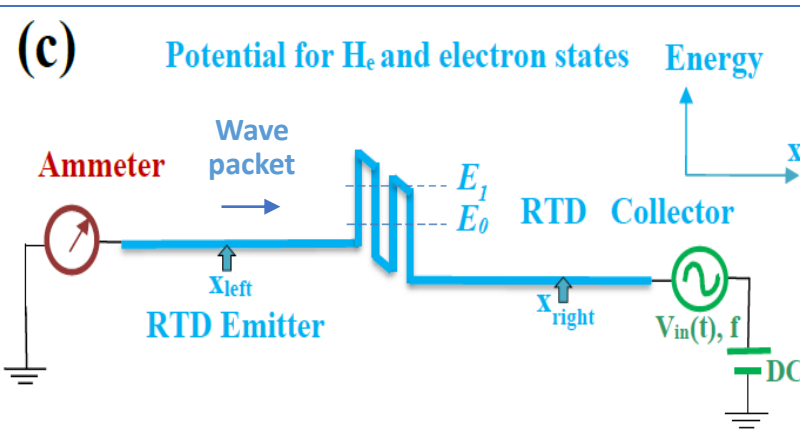 (c)
Potential for He and electron states
Energy
x
Wave
packet
Ammeter
E1
E0
RTD Collector
xleft
RTD Emitter
xright
Vin(t), f
DC